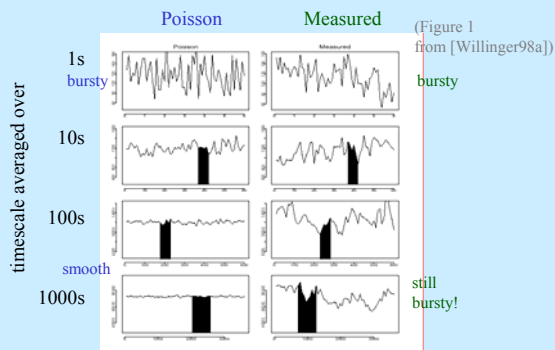 Poisson
Measured
(Figure 1
from [Willinger98a])
Poisson
Measured
timescale averaged over
1s
bursty
bursty
10s
100s
smooth
1000s
still
bursty!